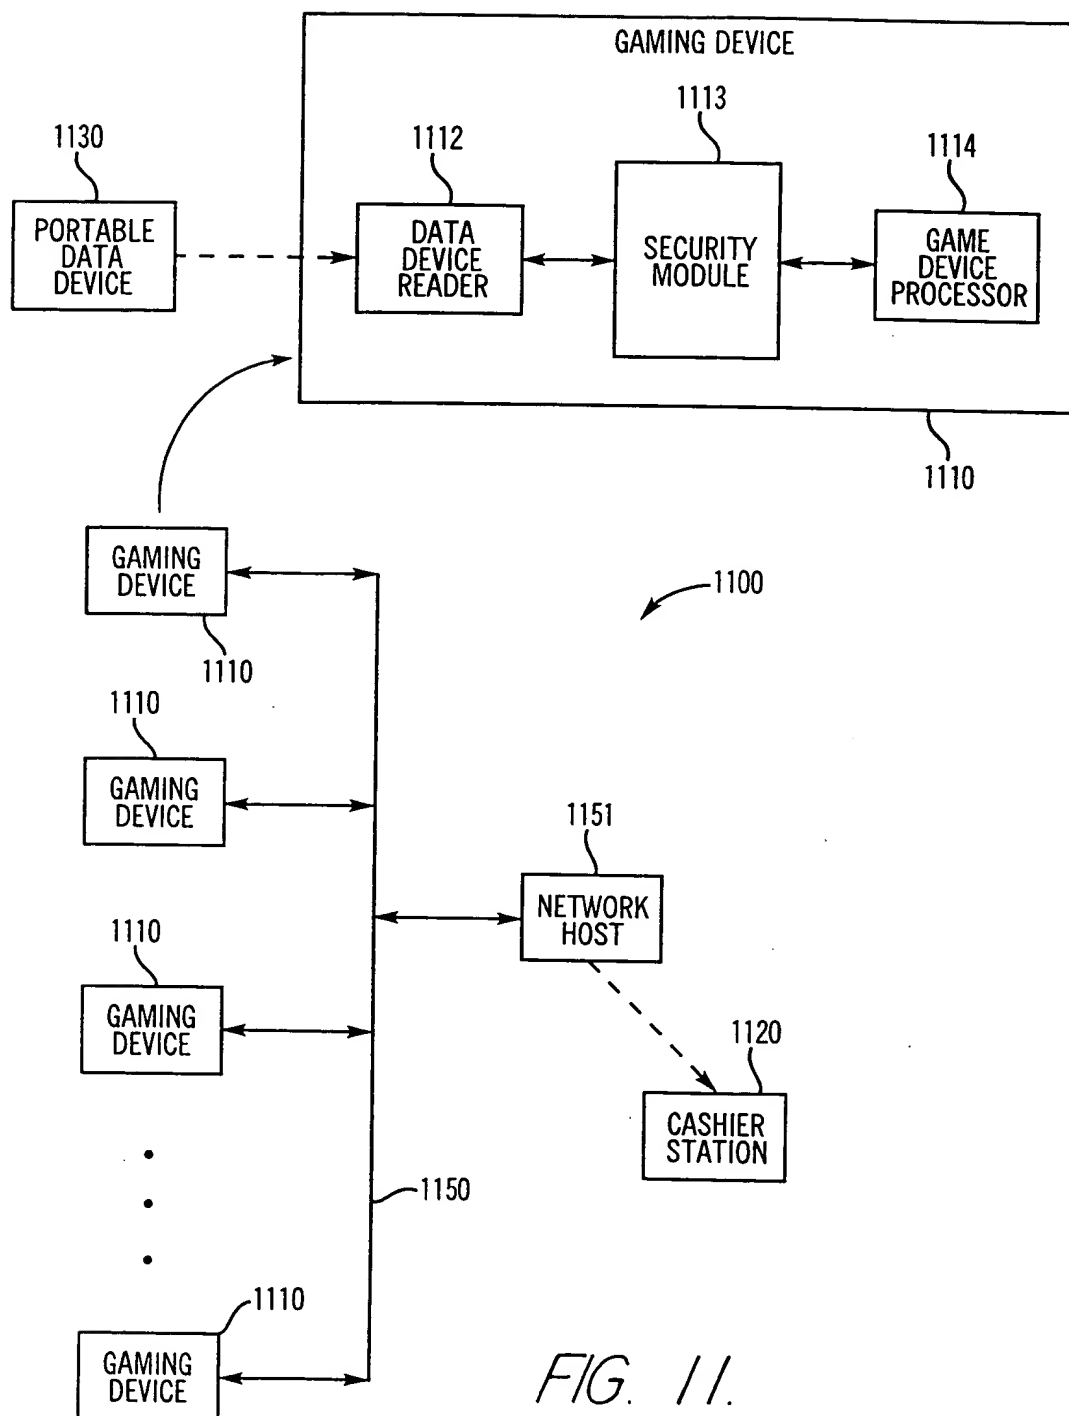 GAMING DEVICE
1113
1130
1112
1114
PORTABLE
DATA
DEVICE
DATA
DEVICE
READER
SECURITY
MODULE
GAME
DEVICE
PROCESSOR
1110
GAMING
DEVICE
1100
1110
1110
GAMING
DEVICE
1151
NETWORK
HOST
1110
GAMING
DEVICE
1120
CASHIER
STATION
1150
1110
GAMING
DEVICE
FIG. 11.